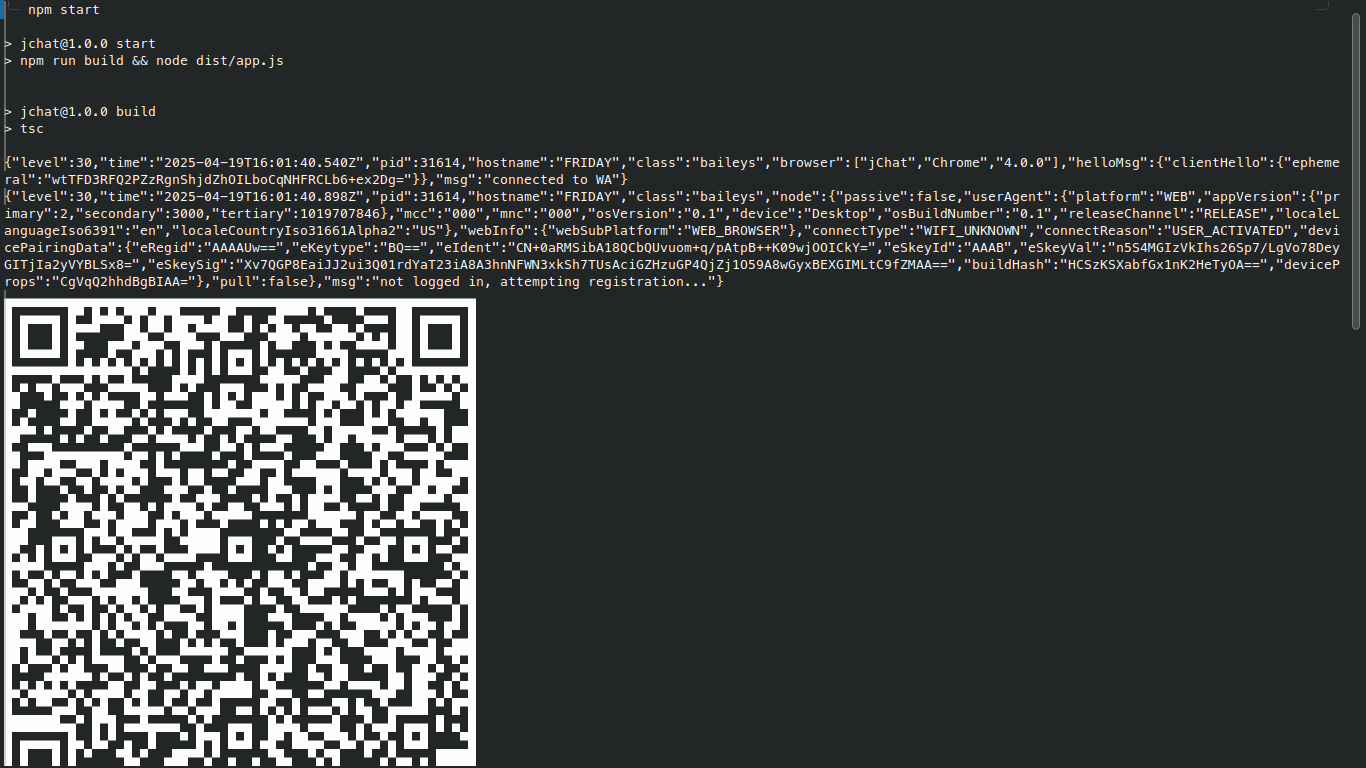 npm start
> jchat@1.0.0 start
> npm run build && node dist/app.js
> jchat@1.0.0 build
> tsc
{"level":30,"time":"2025-04-19T16:01:40.540Z","pid":31614,"hostname":"FRIDAY","class":"baileys","browser":["jChat","Chrome","4.0.0"],"helloMsg":{"clientHello":{"epheme
ral":"wtTFD3RFQ2PZzRgnShjdZhOILboCqNHFRCLb6+ex2Dg="}},"msg":"connected to WA"}
{"level":30,"time":"2025-04-19T16:01:40.898Z","pid":31614,"hostname":"FRIDAY","class":"baileys","node":{"passive":false,"userAgent":{"platform":"WEB","appVersion":{"pr
imary":2,"secondary":3000,"tertiary":1019707846},"mcc":"000","mnc":"000","osVersion":"0.1","device":"Desktop","osBuildNumber":"0.1","releaseChannel":"RELEASE","localeL
anguageIso6391":"en","localeCountryIso31661Alpha2":"US"},"webInfo":{"webSubPlatform":"WEB_BROWSER"},"connectType":"WIFI_UNKNOWN","connectReason":"USER_ACTIVATED","devi
cePairingData":{"eRegid":"AAAAUw==","eKeytype":"BQ==","eIdent":"CN+0aRMSibA18QCbQUvuom+q/pAtpB++K09wjOOICkY=","eSkeyId":"AAAB","eSkeyVal":"n5S4MGIzVkIhs26Sp7/LgVo78Dey
GITjIa2yVYBLSx8=","eSkeySig":"Xv7QGP8EaiJJ2ui3Q01rdYaT23iA8A3hnNFWN3xkSh7TUsAciGZHzuGP4QjZj1O59A8wGyxBEXGIMLtC9fZMAA==","buildHash":"HCSzKSXabfGx1nK2HeTyOA==","deviceP
rops":"CgVqQ2hhdBgBIAA="},"pull":false},"msg":"not logged in, attempting registration..."}